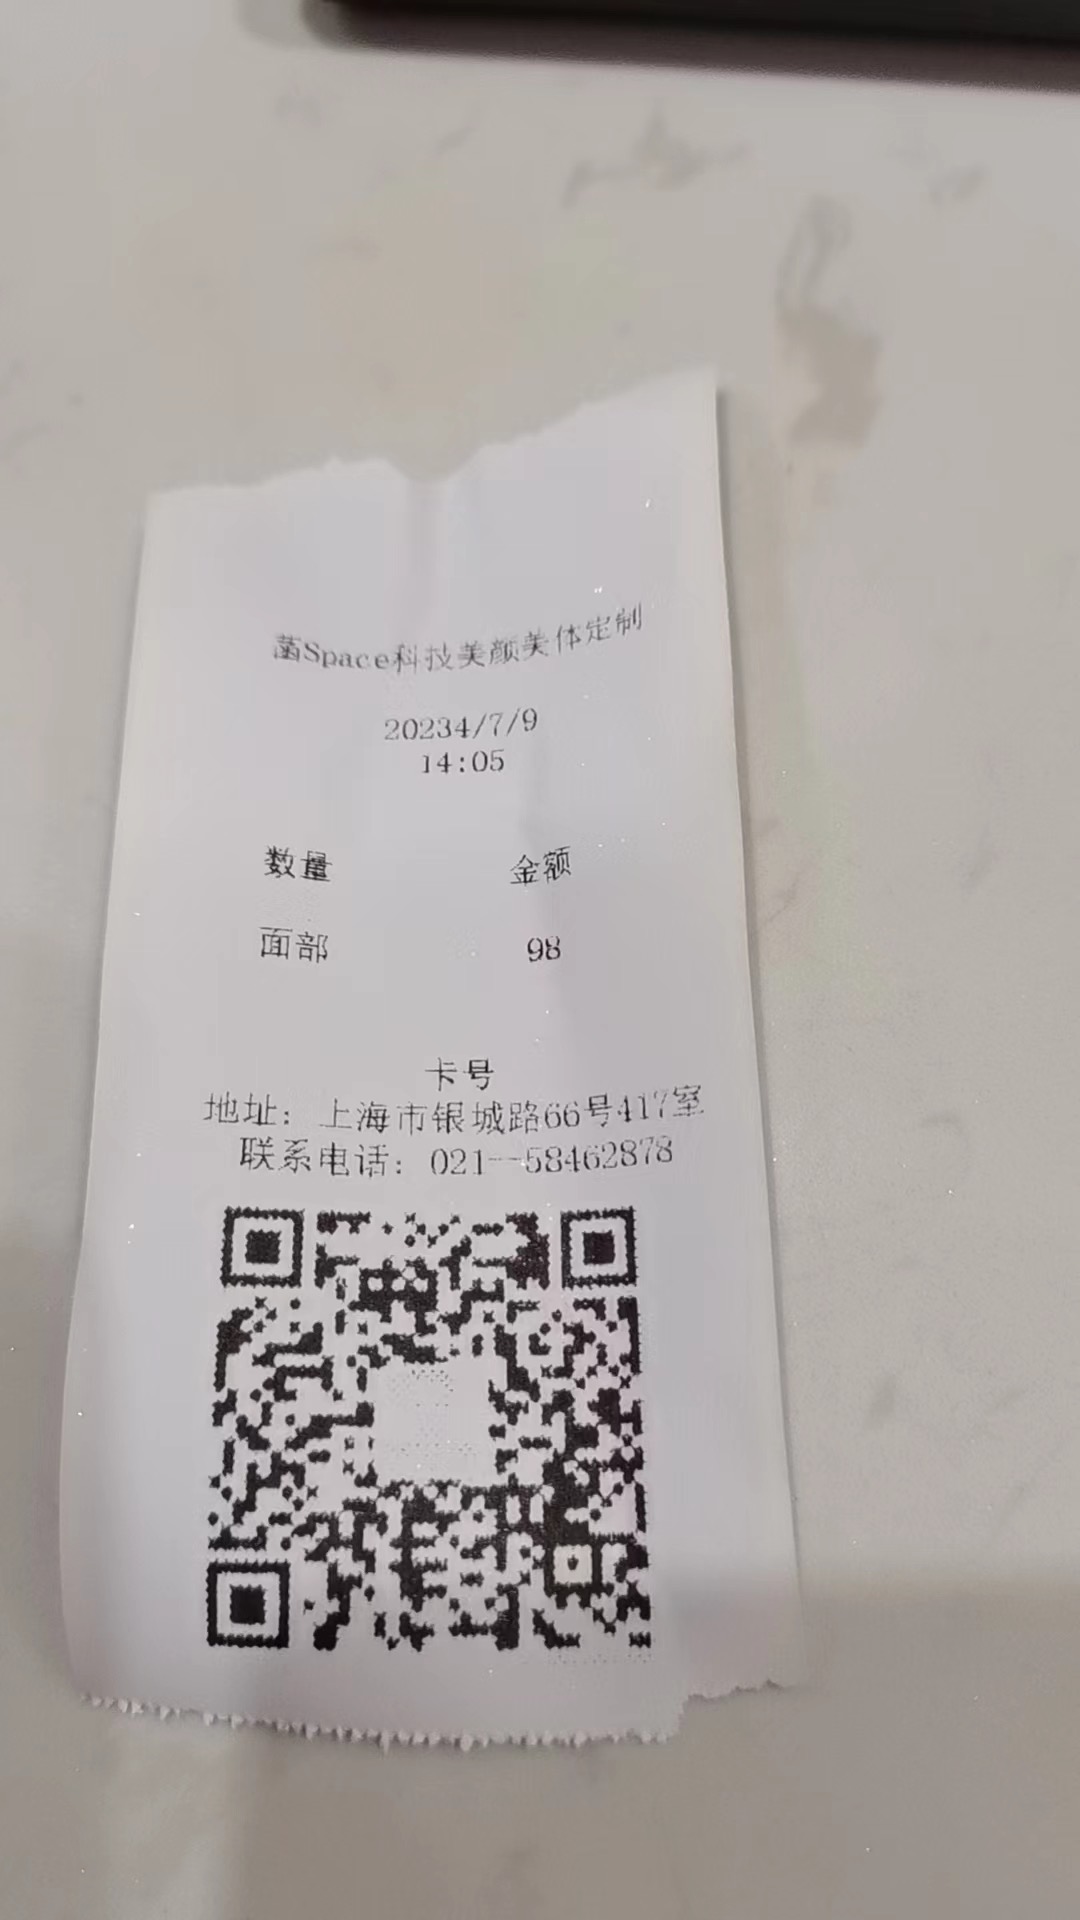 菌Space科技美颜美体定制
20234/7/9
14:05
数量 金额
面部 98
卡号
地址：上海市银城路66号417室
联系电话：021--58462878